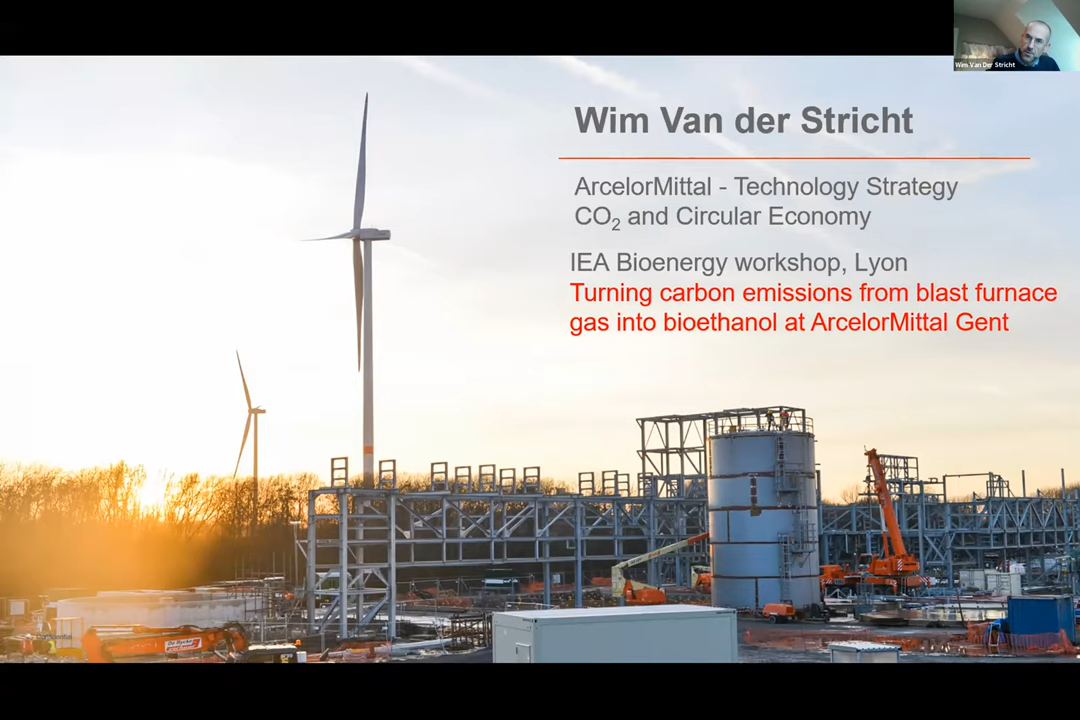 Wim Van Der Stricht
Wim Van der Stricht
ArcelorMittal - Technology Strategy
CO₂ and Circular Economy
IEA Bioenergy workshop, Lyon
Turning carbon emissions from blast furnace
gas into bioethanol at ArcelorMittal Gent